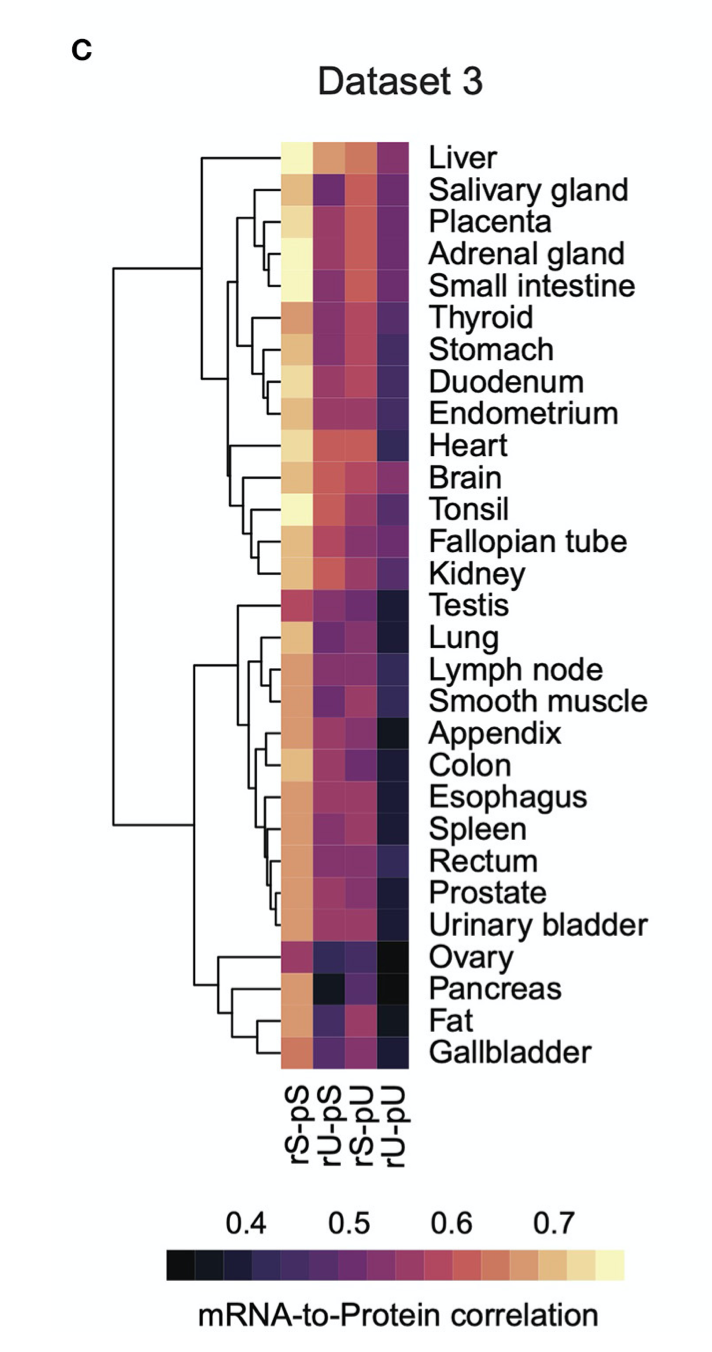 C
Dataset 3
Liver
Salivary gland
Placenta
Adrenal gland
Small intestine
Thyroid
Stomach
Duodenum
Endometrium
Heart
Brain
Tonsil
Fallopian tube
Kidney
Testis
Lung
Lymph node
Smooth muscle
Appendix
Colon
Esophagus
Spleen
Rectum
Prostate
Urinary bladder
Ovary
Pancreas
Fat
Gallbladder
rS-pS
rU-pS
rS-pU
rU-pU
0.4 0.5 0.6 0.7
mRNA-to-Protein correlation